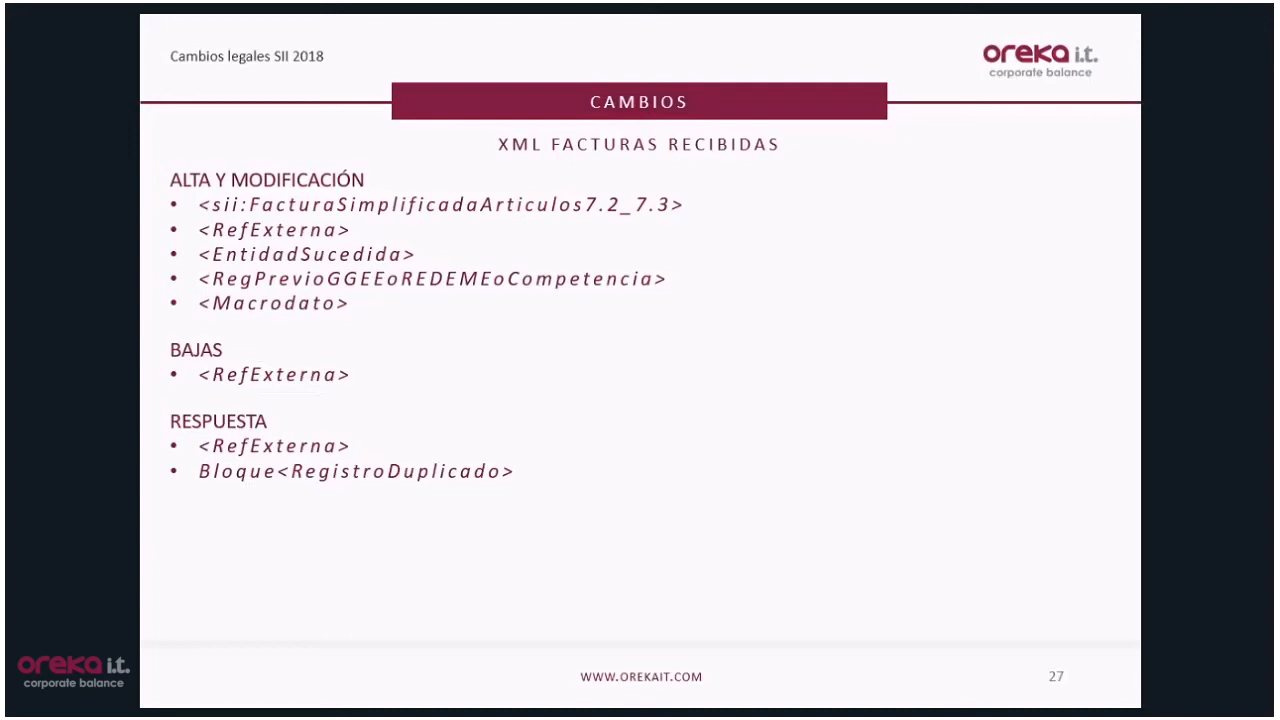 Cambios legales SII 2018
oreka i.t.
corporate balance
CAMBIOS
XML FACTURAS RECIBIDAS
ALTA Y MODIFICACIÓN
• <sii:FacturaSimplificadaArticulos7.2_7.3>
• <RefExterna>
• <EntidadSucedida>
• <RegPrevioGGEEoREDEMEoCompetencia>
• <Macrodato>
BAJAS
• <RefExterna>
RESPUESTA
• <RefExterna>
• Bloque<RegistroDuplicado>
oreka i.t.
corporate balance
WWW.OREKAIT.COM
27